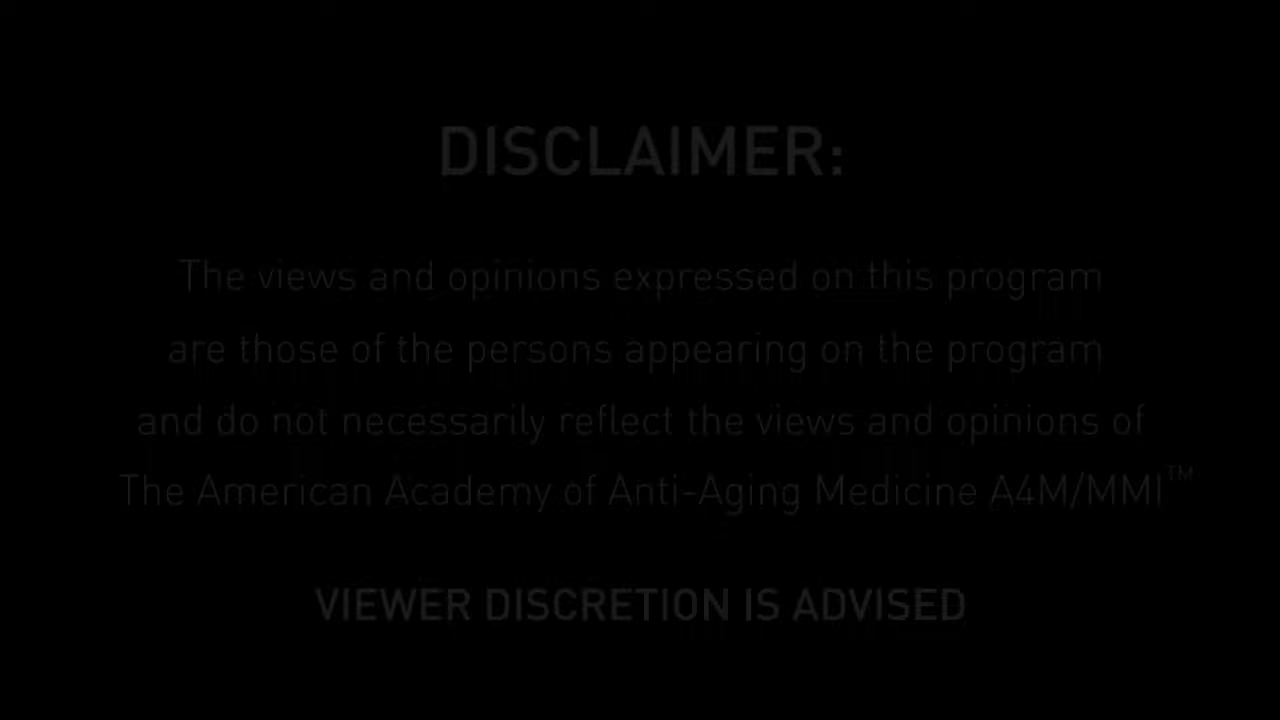 DISCLAIMER:
The views and opinions expressed on this program
are those of the persons appearing on the program
and do not necessarily reflect the views and opinions of
The American Academy of Anti-Aging Medicine A4M/MMI™
VIEWER DISCRETION IS ADVISED